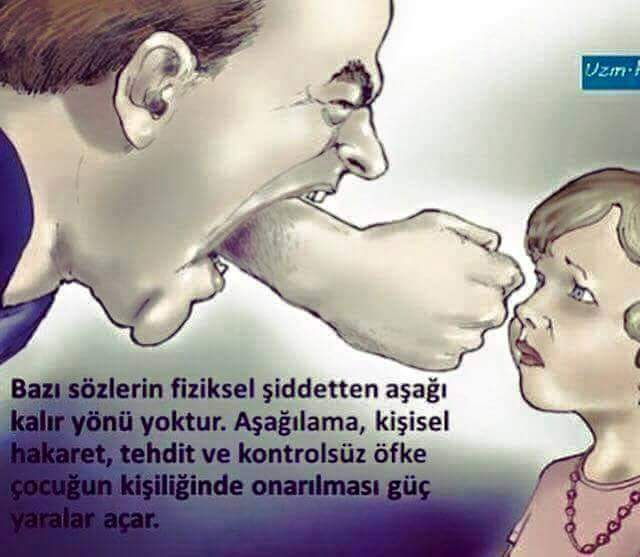 Uzm.
Bazı sözlerin fiziksel şiddetten aşağı
kalır yönü yoktur. Aşağılama, kişisel
hakaret, tehdit ve kontrolsüz öfke
çocuğun kişiliğinde onarılması güç
yaralar açar.